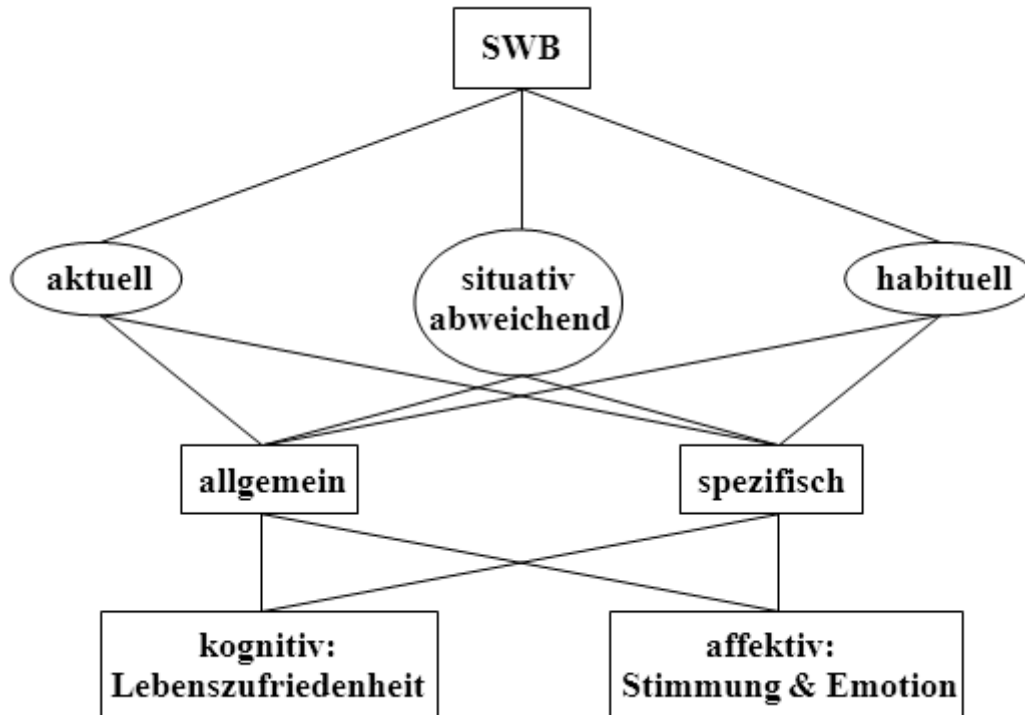 SWB
aktuell
situativ
abweichend
habituell
allgemein
spezifisch
kognitiv:
Lebenszufriedenheit
affektiv:
Stimmung & Emotion